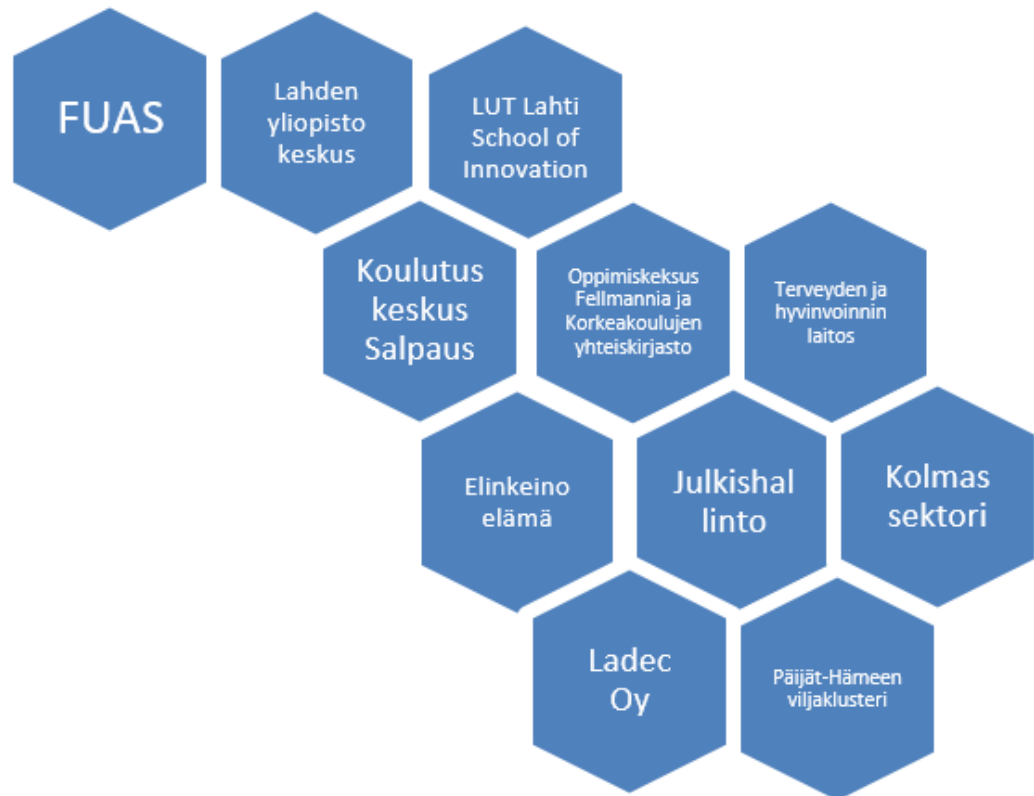 FUAS
Lahden
yliopisto
keskus
LUT Lahti
School of
Innovation
Koulutus
keskus
Salpaus
Oppimiskeksus
Fellmannia ja
Korkeakoulujen
yhteiskirjasto
Terveyden ja
hyvinvoinnin
laitos
Elinkeino
elämä
Julkishal
linto
Kolmas
sektori
Ladec
Oy
Päijät-Hämeen
viljaklusteri